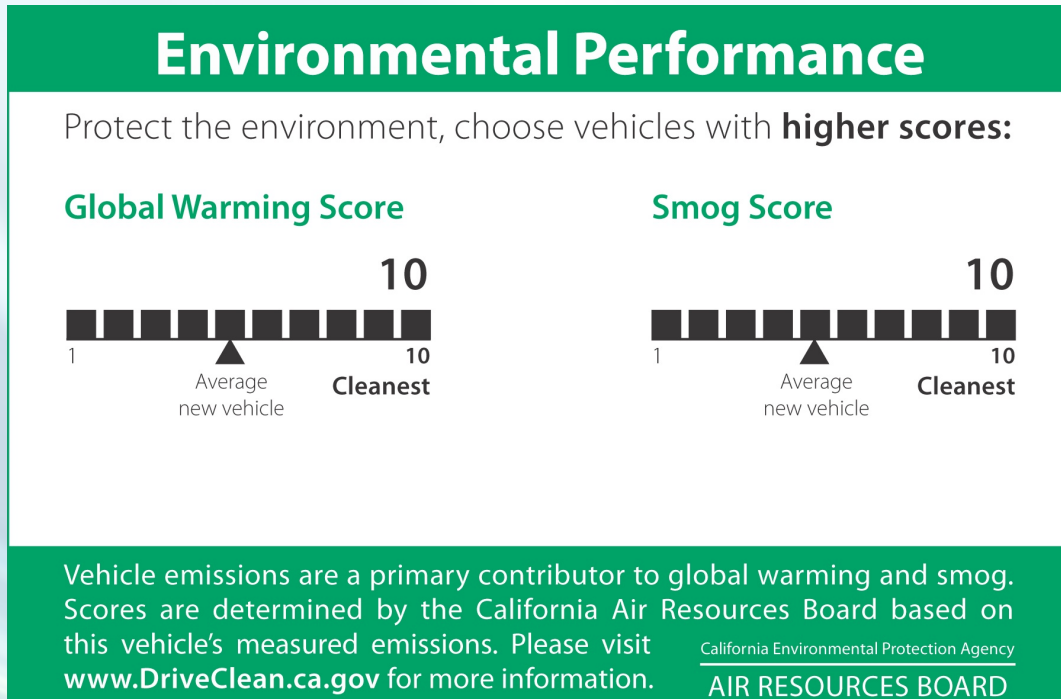 Environmental Performance
Protect the environment, choose vehicles with higher scores:
Global Warming Score
10
1
10
Average
new vehicle
Cleanest
Smog Score
10
1
10
Average
new vehicle
Cleanest
Vehicle emissions are a primary contributor to global warming and smog.
Scores are determined by the California Air Resources Board based on
this vehicle's measured emissions. Please visit
www.DriveClean.ca.gov for more information.
California Environmental Protection Agency
AIR RESOURCES BOARD